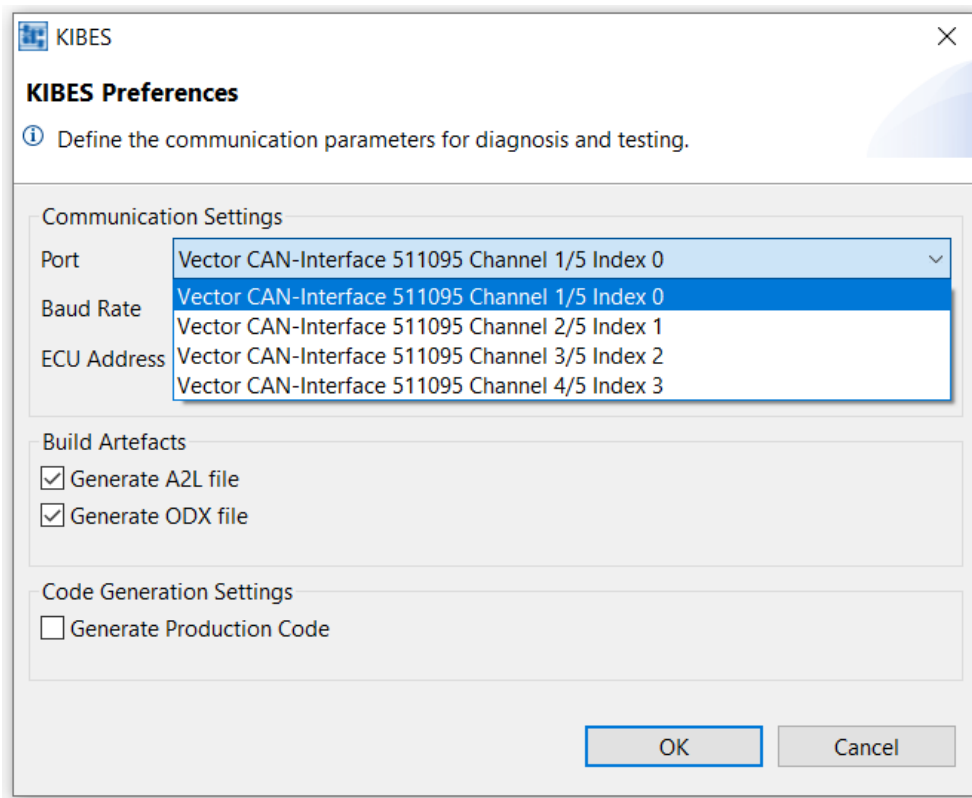 KIBES
KIBES Preferences
Define the communication parameters for diagnosis and testing.
Communication Settings
Port
Vector CAN-Interface 511095 Channel 1/5 Index 0
Vector CAN-Interface 511095 Channel 1/5 Index 0
Baud Rate
Vector CAN-Interface 511095 Channel 2/5 Index 1
ECU Address
Vector CAN-Interface 511095 Channel 3/5 Index 2
Vector CAN-Interface 511095 Channel 4/5 Index 3
Build Artefacts
Generate A2L file
Generate ODX file
Code Generation Settings
Generate Production Code
OK
Cancel